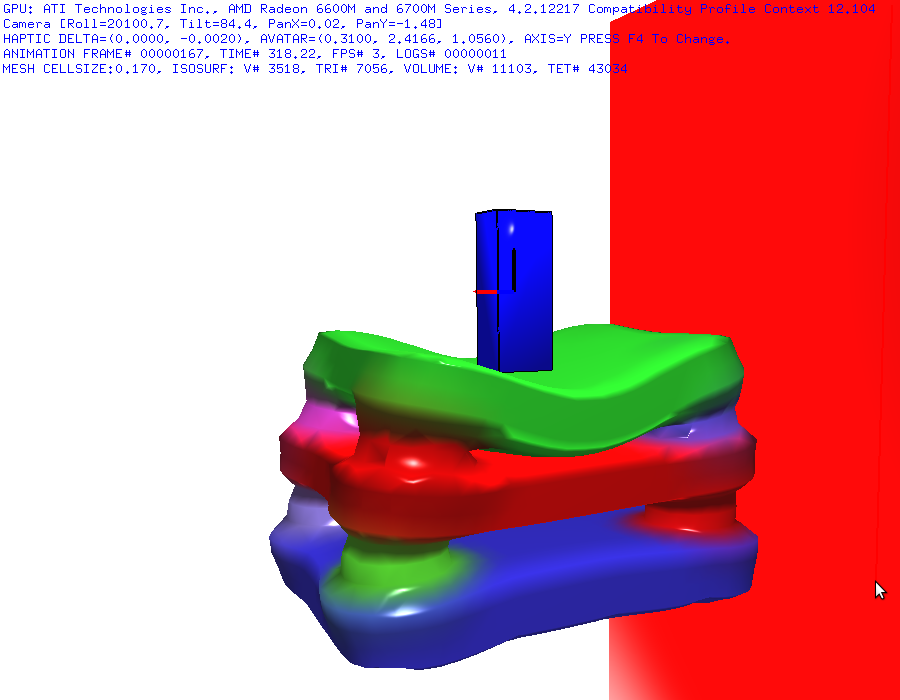 GPU: ATI Technologies Inc., AMD Radeon 6600M and 6700M Series, 4.2.12217 Compatibility Profile Context 12.104
Camera [Roll=20100.7, Tilt=84.4, PanX=0.02, PanY=-1.48]
HAPTIC DELTA=(0.0000, -0.0020), AVATAR=(0.3100, 2.4166, 1.0560), AXIS=Y PRESS F4 To Change.
ANIMATION FRAME# 00000167, TIME# 318.22, FPS# 3, LOGS# 00000011
MESH CELLSIZE:0.170, ISOSURF: V# 3518, TRI# 7056, VOLUME: V# 11103, TET# 43034